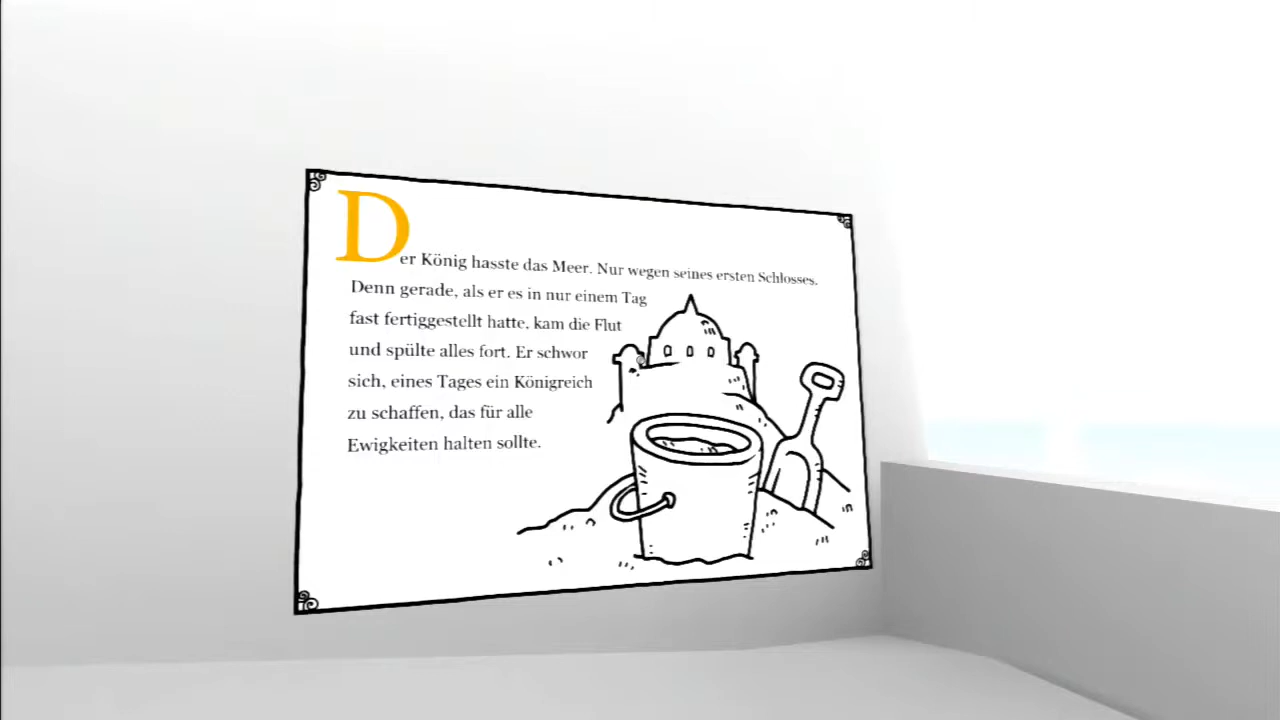 Der König hasste das Meer. Nur wegen seines ersten Schlosses.
Denn gerade, als er es in nur einem Tag
fast fertiggestellt hatte, kam die Flut
und spülte alles fort. Er schwor
sich, eines Tages ein Königreich
zu schaffen, das für alle
Ewigkeiten halten sollte.